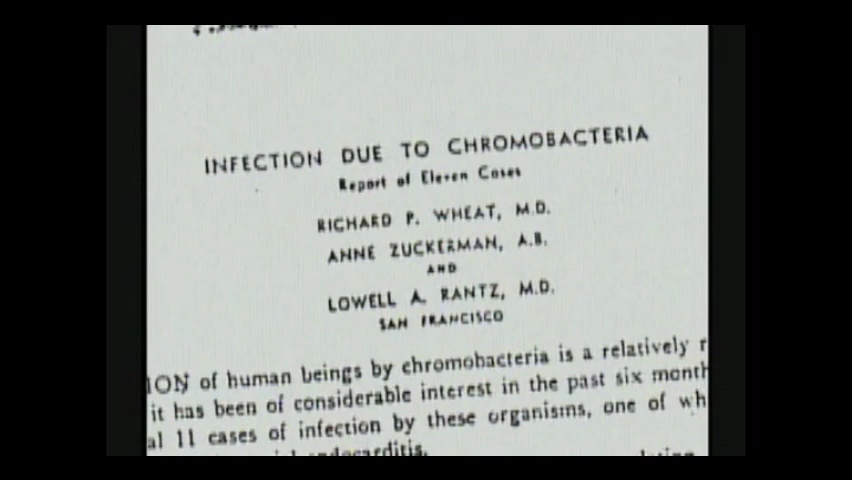 INFECTION DUE TO CHROMOBACTERIA
Report of Eleven Cases
RICHARD P. WHEAT, M.D.
ANNE ZUCKERMAN, A.B.
AND
LOWELL A. RANTZ, M.D.
SAN FRANCISCO
ION of human beings by chromobacteria is a relatively r
it has been of considerable interest in the past six month
al 11 cases of infection by these organisms, one of wh
endocarditis.